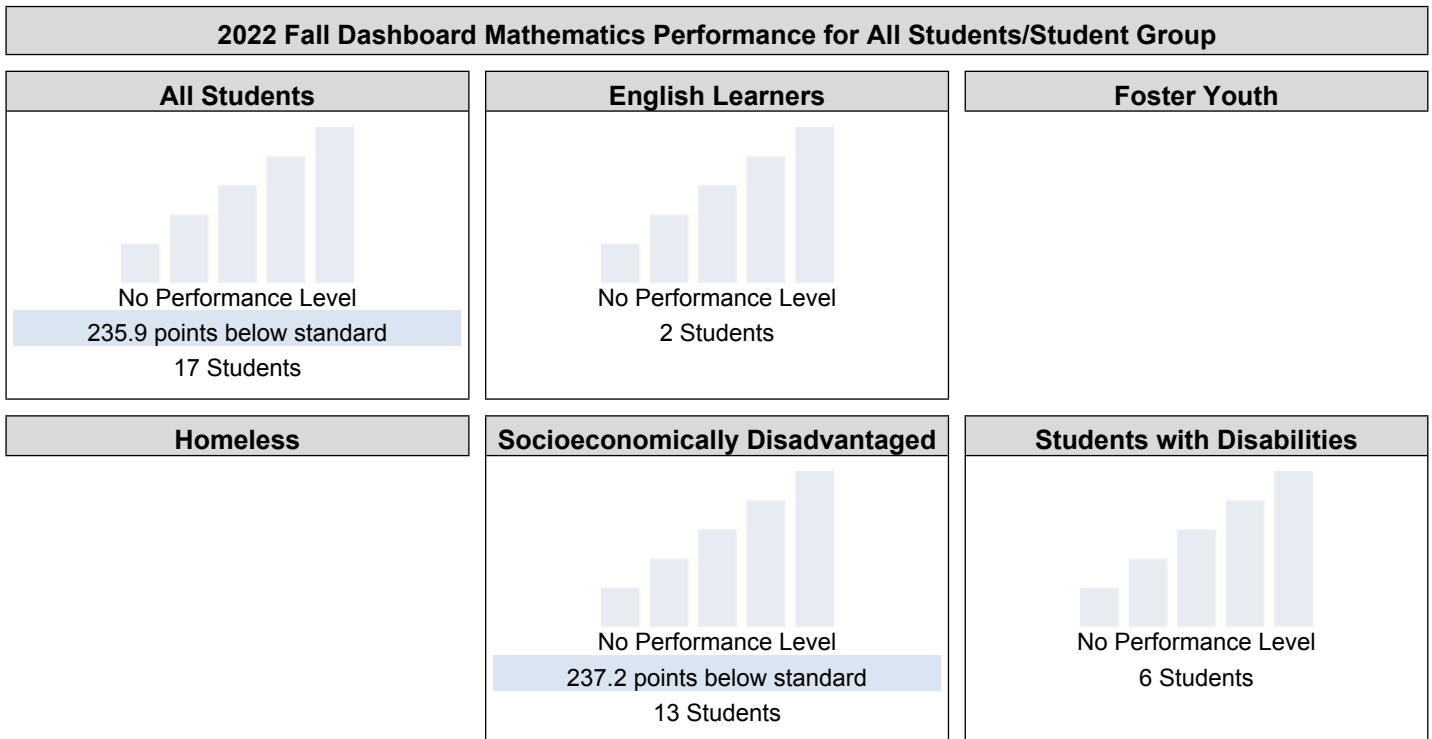 2022 Fall Dashboard Mathematics Performance for All Students/Student Group
All Students
No Performance Level
235.9 points below standard
17 Students
English Learners
No Performance Level
2 Students
Foster Youth
Homeless
Socioeconomically Disadvantaged
No Performance Level
237.2 points below standard
13 Students
Students with Disabilities
No Performance Level
6 Students